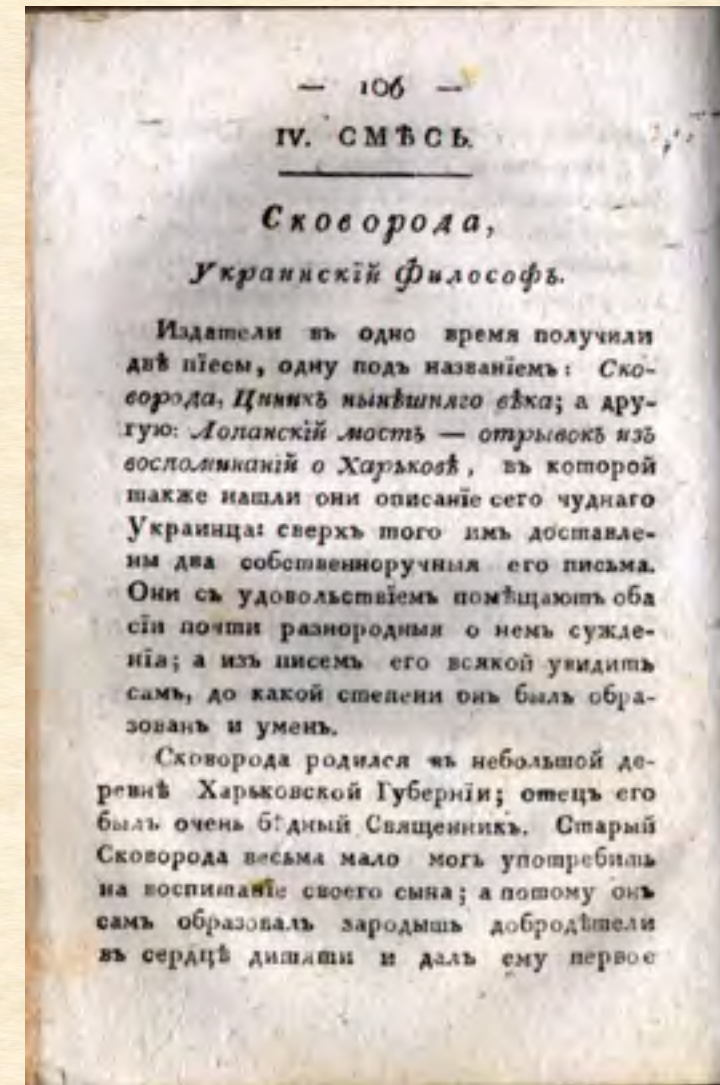 — 106 —
IV. СМѢСЬ.
Сковорода,
Украинскій Философъ.
Издатели въ одно время получили
двѣ піесы, одну подъ названіемъ: Ско-
ворода, Циникъ нынѣшняго вѣка; а дру-
гую: Лопанскій мостъ — отрывокъ изъ
воспоминаній о Харьковѣ, въ которой
также нашли они описаніе сего чуднаго
Украинца: сверхъ того имъ доставле-
ны два собственноручныя его письма.
Они съ удовольствіемъ помѣщаютъ оба
сіи почти разнородныя о немъ сужде-
нія; а изъ писемъ его всякой увидитъ
самъ, до какой степени онъ былъ обра-
зованъ и уменъ.
Сковорода родился въ небольшой де-
ревнѣ Харьковской Губерніи; отецъ его
былъ очень бѣдный Священникъ. Старый
Сковорода весьма мало могъ употребить
на воспитаніе своего сына; а потому онъ
самъ образовалъ зародышъ добродѣтели
въ сердцѣ дитяти и далъ ему первое